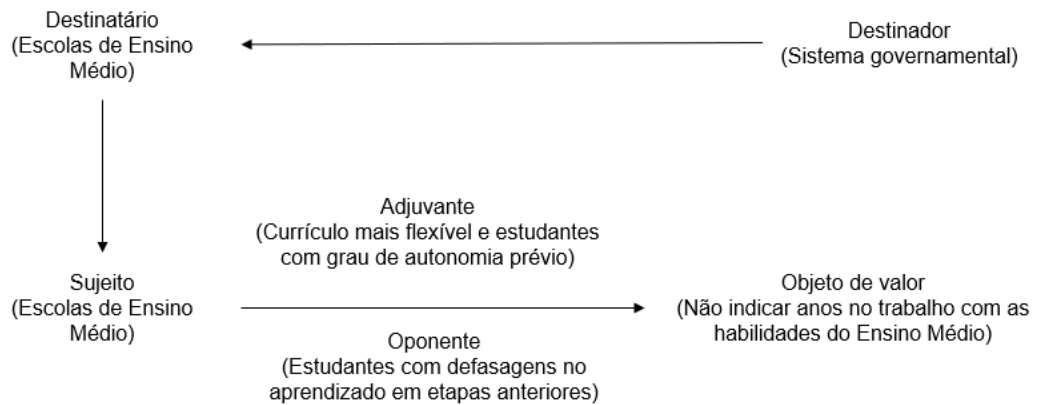 Destinatário
(Escolas de Ensino
Médio)
Destinador
(Sistema governamental)
Adjuvante
(Currículo mais flexível e estudantes
com grau de autonomia prévio)
Sujeito
(Escolas de Ensino
Médio)
Objeto de valor
(Não indicar anos no trabalho com as
habilidades do Ensino Médio)
Oponente
(Estudantes com defasagens no
aprendizado em etapas anteriores)